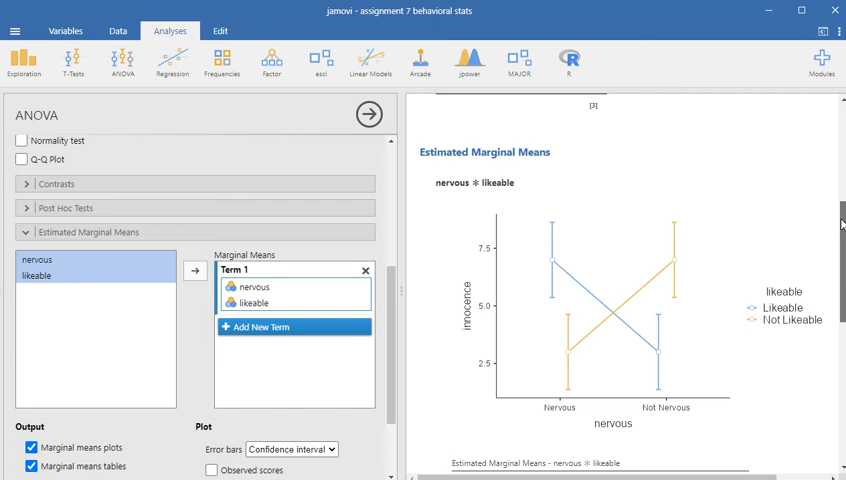 jamovi - assignment 7 behavioral stats
Variables Data Analyses Edit
Exploration T-Tests ANOVA Regression Frequencies Factor esci Linear Models Arcade jpower MAJOR R Modules
ANOVA
Normality test
Q-Q Plot
Contrasts
Post Hoc Tests
Estimated Marginal Means
nervous
likeable
Marginal Means
Term 1
nervous
likeable
+ Add New Term
Output
Marginal means plots
Marginal means tables
Plot
Error bars Confidence interval
Observed scores
[3]
Estimated Marginal Means
nervous ✻ likeable
7.5
5.0
2.5
innocence
Nervous Not Nervous
nervous
likeable
Likeable
Not Likeable
Estimated Marginal Means - nervous ✻ likeable